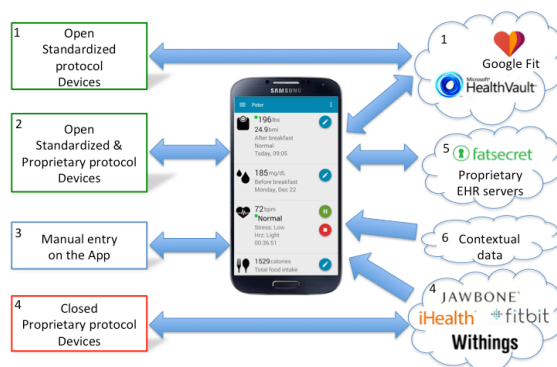 1 Open
Standardized
protocol
Devices
2 Open
Standardized &
Proprietary protocol
Devices
3 Manual entry
on the App
4 Closed
Proprietary protocol
Devices
SAMSUNG
Peter
196lbs
24.9bmi
After breakfast
Normal
Today, 09:05
185mg/dL
Before breakfast
Monday, Dec 22
72bpm
Normal
Stress: Low
Hrz: Light
00:36:51
1529calories
Total food intake
1
Google Fit
Microsoft
HealthVault
5 fatsecret
Proprietary
EHR servers
6 Contextual
data
4 JAWBONE
iHealth fitbit
Withings